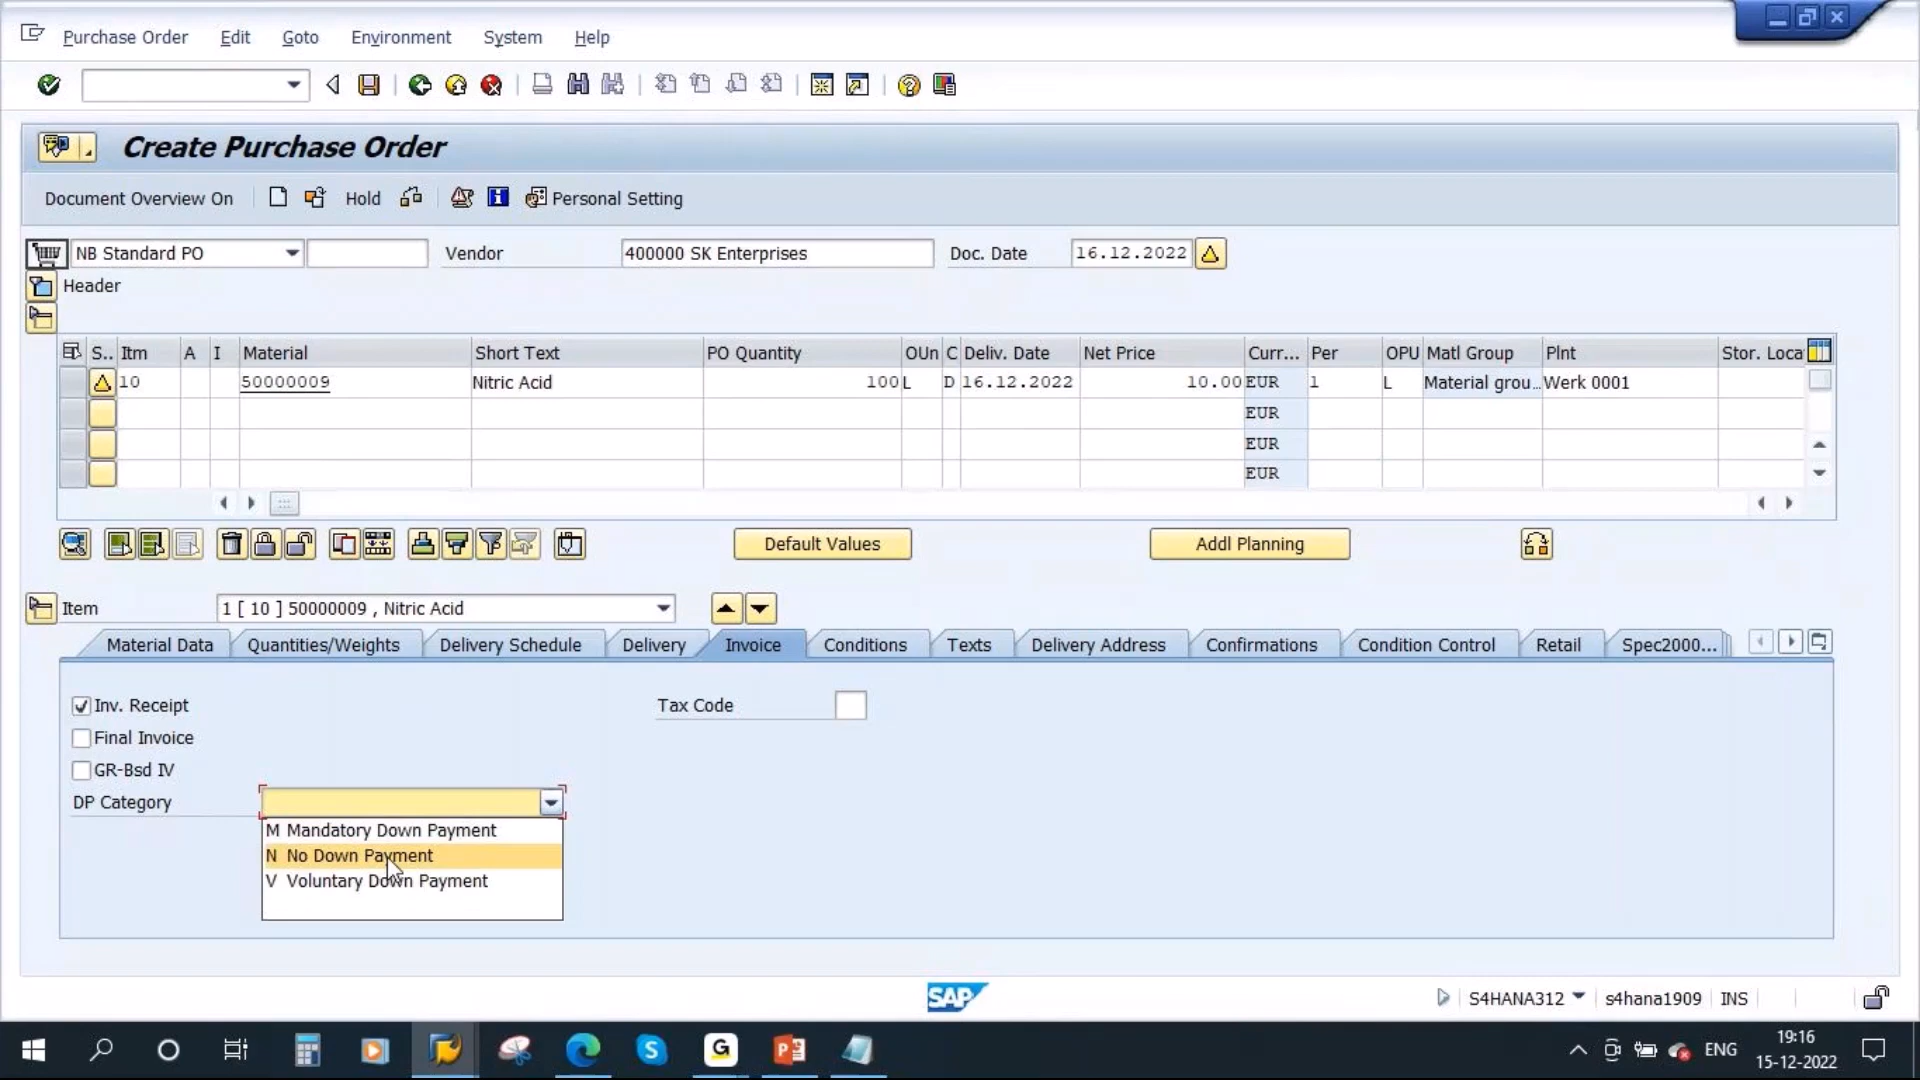 Purchase Order Edit Goto Environment System Help
Create Purchase Order
Document Overview On Hold Personal Setting
NB Standard PO Vendor 400000 SK Enterprises Doc. Date 16.12.2022
Header
S.. Itm A I Material Short Text PO Quantity OUn C Deliv. Date Net Price Curr... Per OPU Matl Group Plnt Stor. Loca
10 50000009 Nitric Acid 100 L D 16.12.2022 10.00 EUR 1 L Material grou... Werk 0001
EUR
EUR
EUR
Default Values Addl Planning
Item 1 [ 10 ] 50000009 , Nitric Acid
Material Data Quantities/Weights Delivery Schedule Delivery Invoice Conditions Texts Delivery Address Confirmations Condition Control Retail Spec2000...
Inv. Receipt Tax Code
Final Invoice
GR-Bsd IV
DP Category
M Mandatory Down Payment
N No Down Payment
V Voluntary Down Payment
SAP S4HANA312 s4hana1909 INS
ENG 19:16
15-12-2022